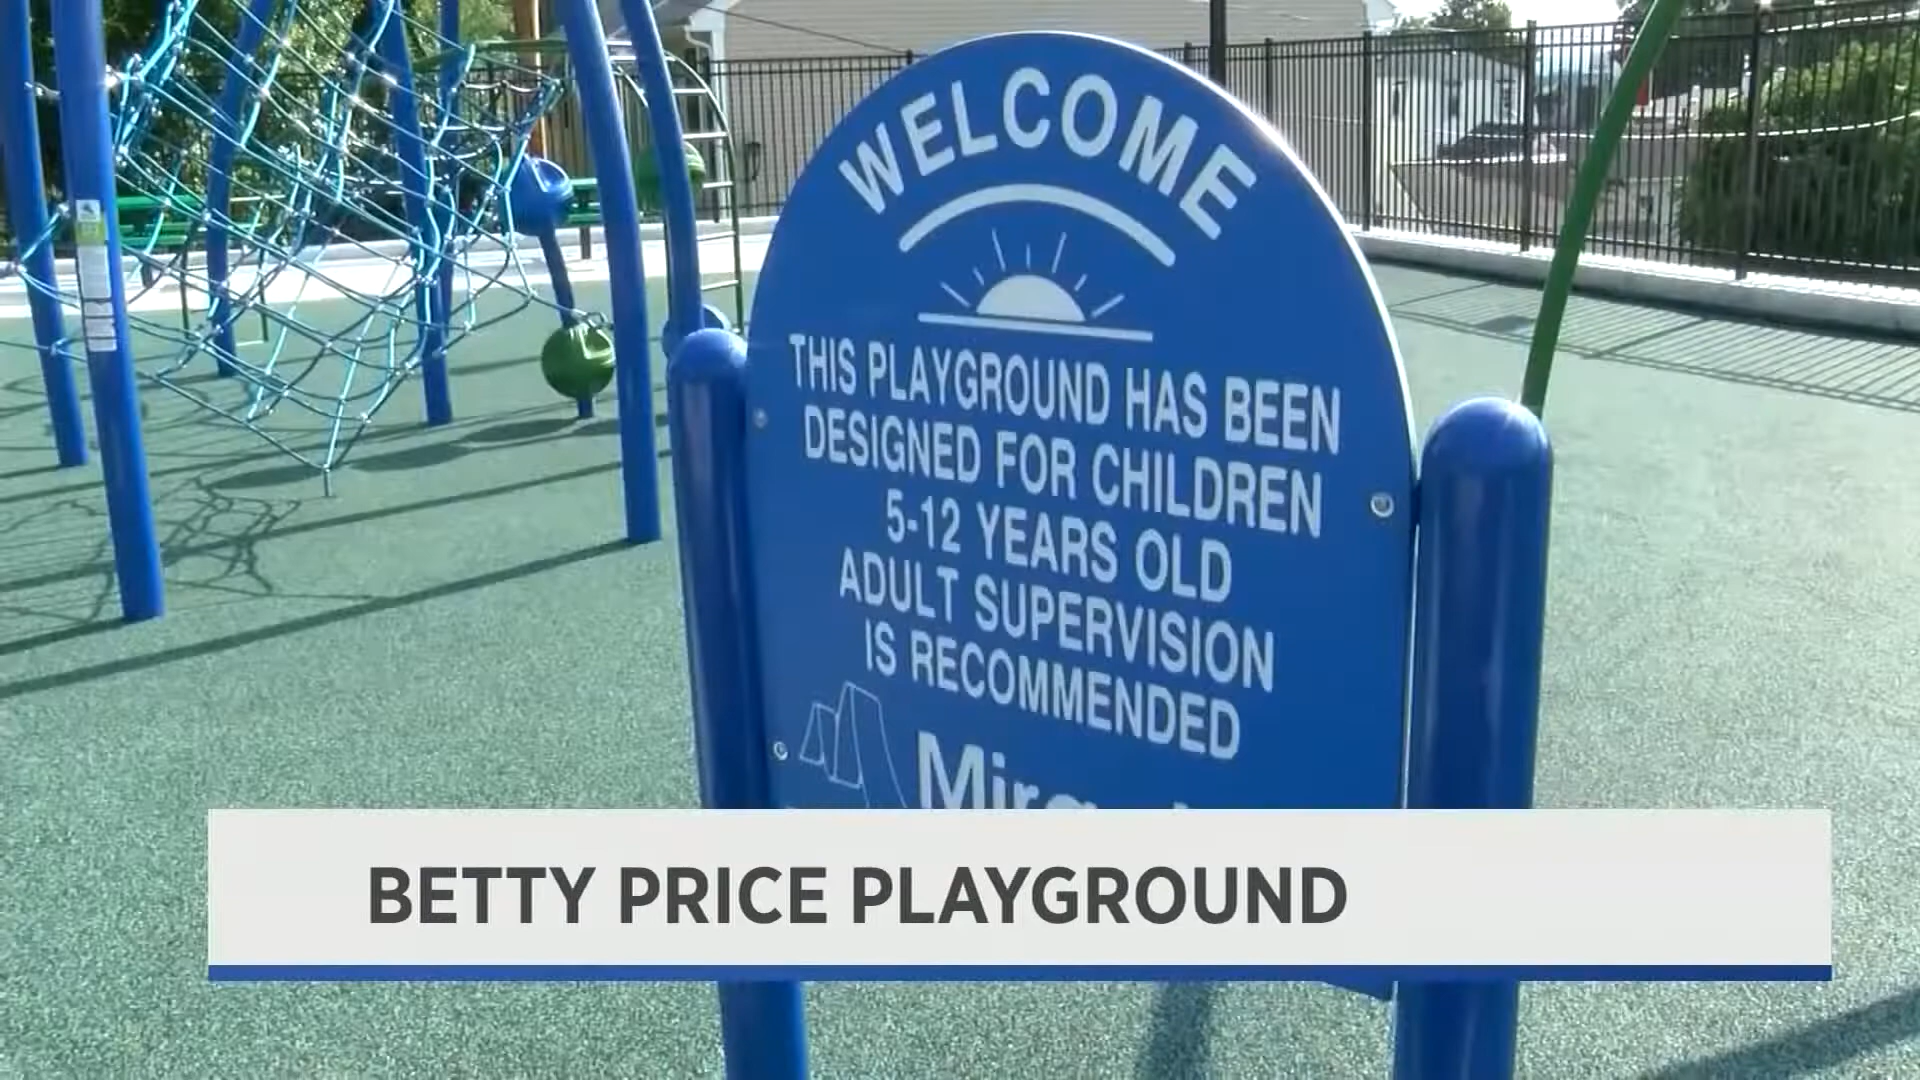 WELCOME
THIS PLAYGROUND HAS BEEN
DESIGNED FOR CHILDREN
5-12 YEARS OLD
ADULT SUPERVISION
IS RECOMMENDED
BETTY PRICE PLAYGROUND